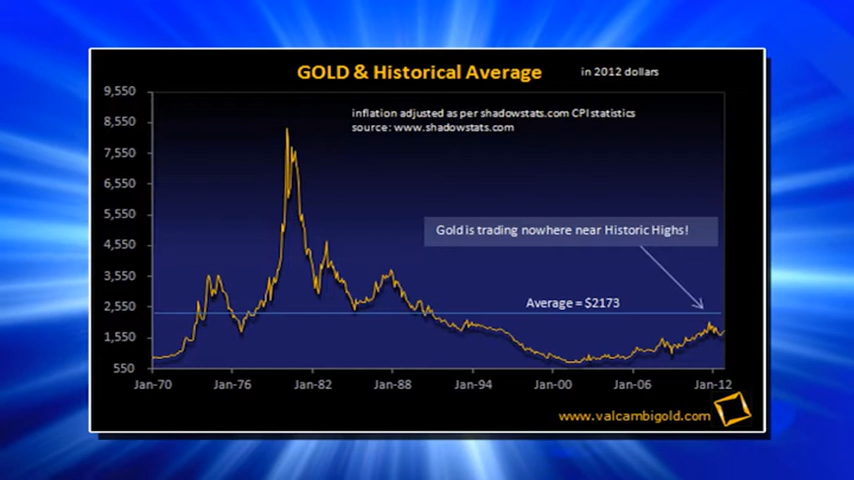 GOLD & Historical Average
in 2012 dollars
9,550
inflation adjusted as per shadowstats.com CPI statistics
8,550
source: www.shadowstats.com
7,550
6,550
5,550
Gold is trading nowhere near Historic Highs!
4,550
3,550
Average = $2173
2,550
1,550
550
Jan-70 Jan-76 Jan-82 Jan-88 Jan-94 Jan-00 Jan-06 Jan-12
www.valcambigold.com